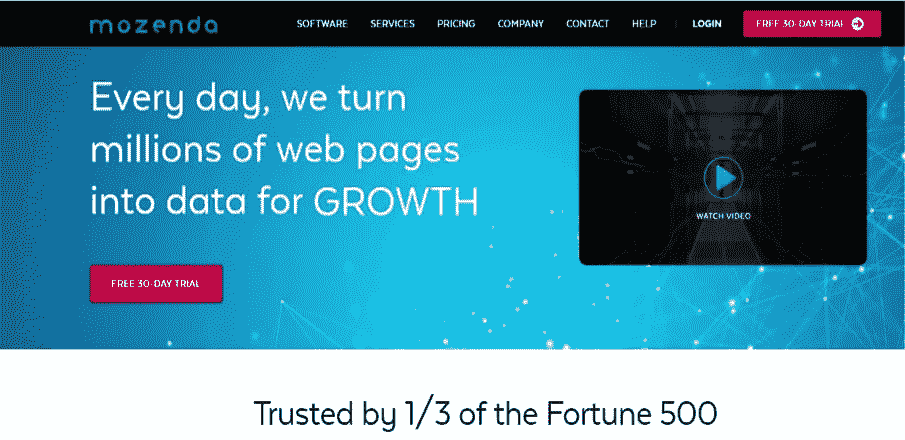 mozenda
SOFTWARE SERVICES PRICING COMPANY CONTACT HELP LOGIN FREE 30-DAY TRIAL
Every day, we turn
millions of web pages
into data for GROWTH
WATCH VIDEO
FREE 30-DAY TRIAL
Trusted by 1/3 of the Fortune 500